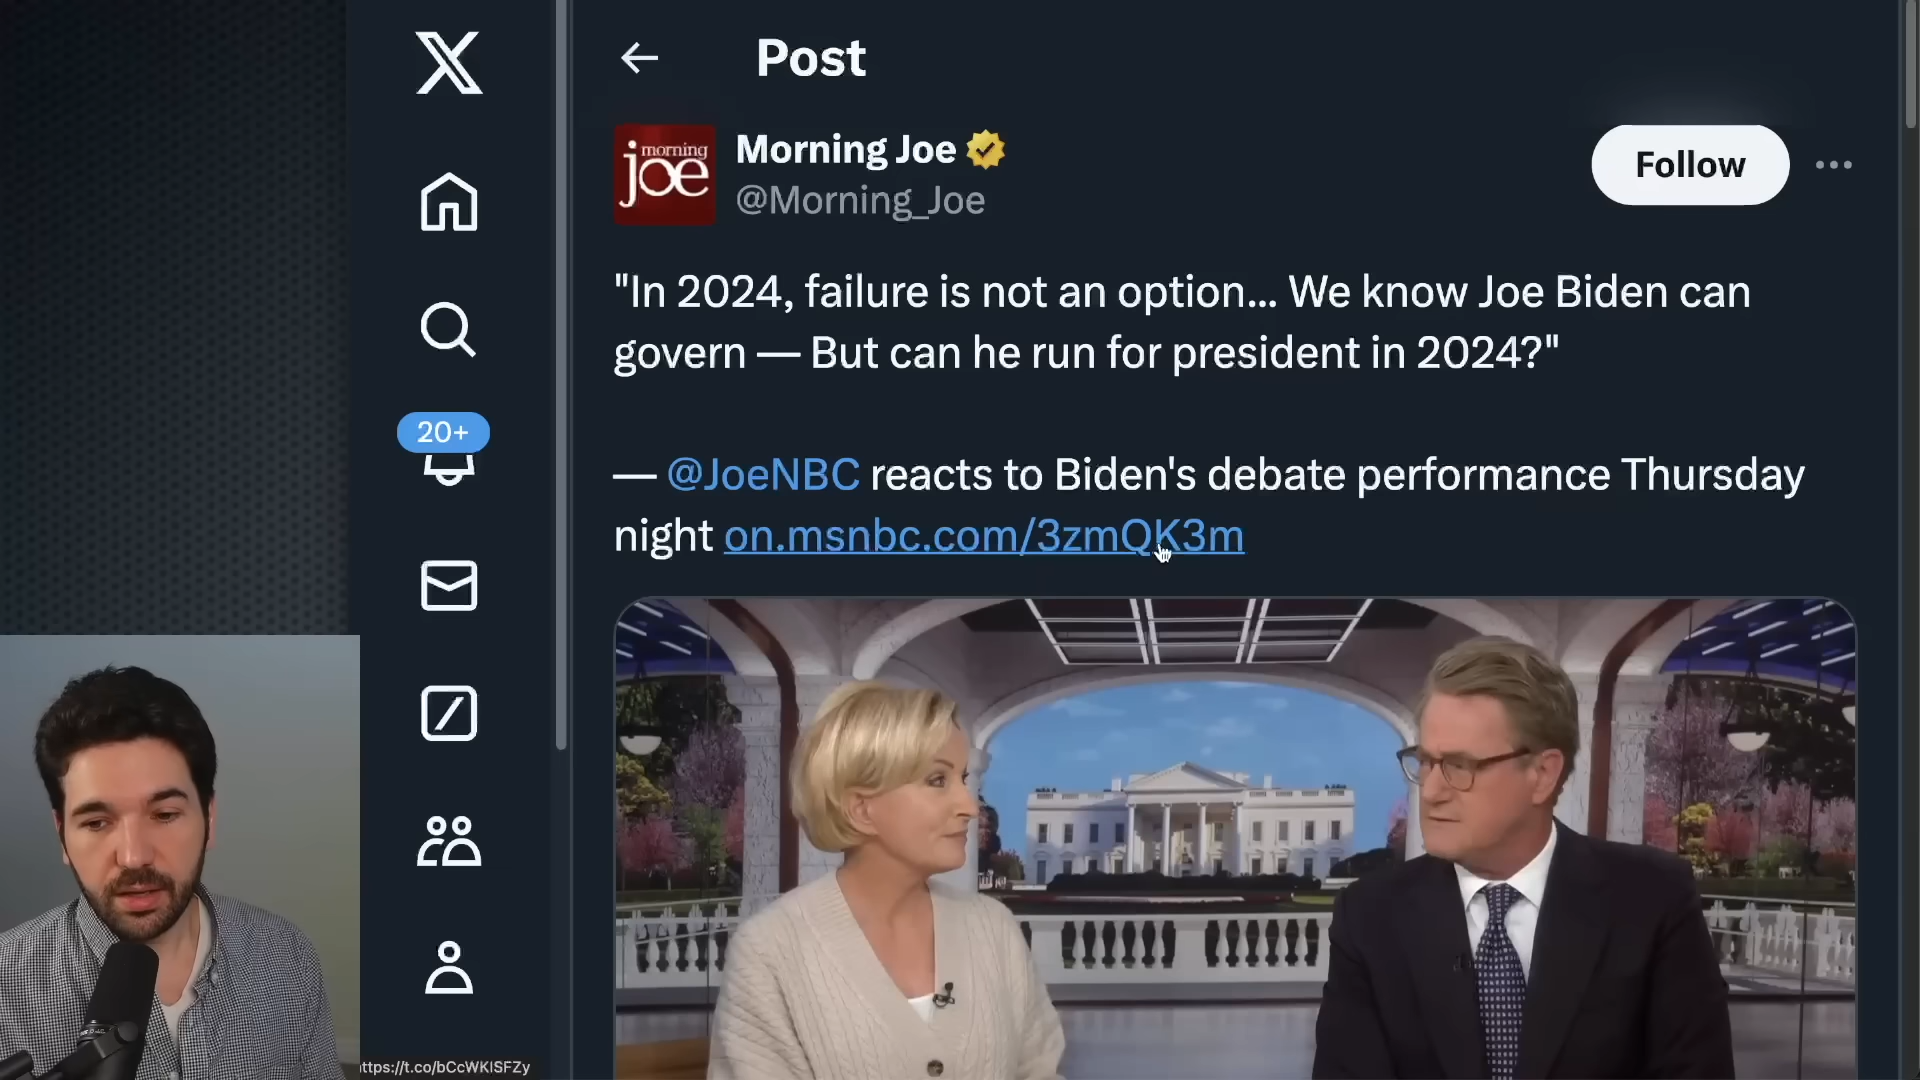 Post
morning
joe
Morning Joe
@Morning_Joe
Follow
"In 2024, failure is not an option... We know Joe Biden can
govern — But can he run for president in 2024?"
— @JoeNBC reacts to Biden's debate performance Thursday
night on.msnbc.com/3zmQK3m
20+
ttps://t.co/bCcWKlSFZy